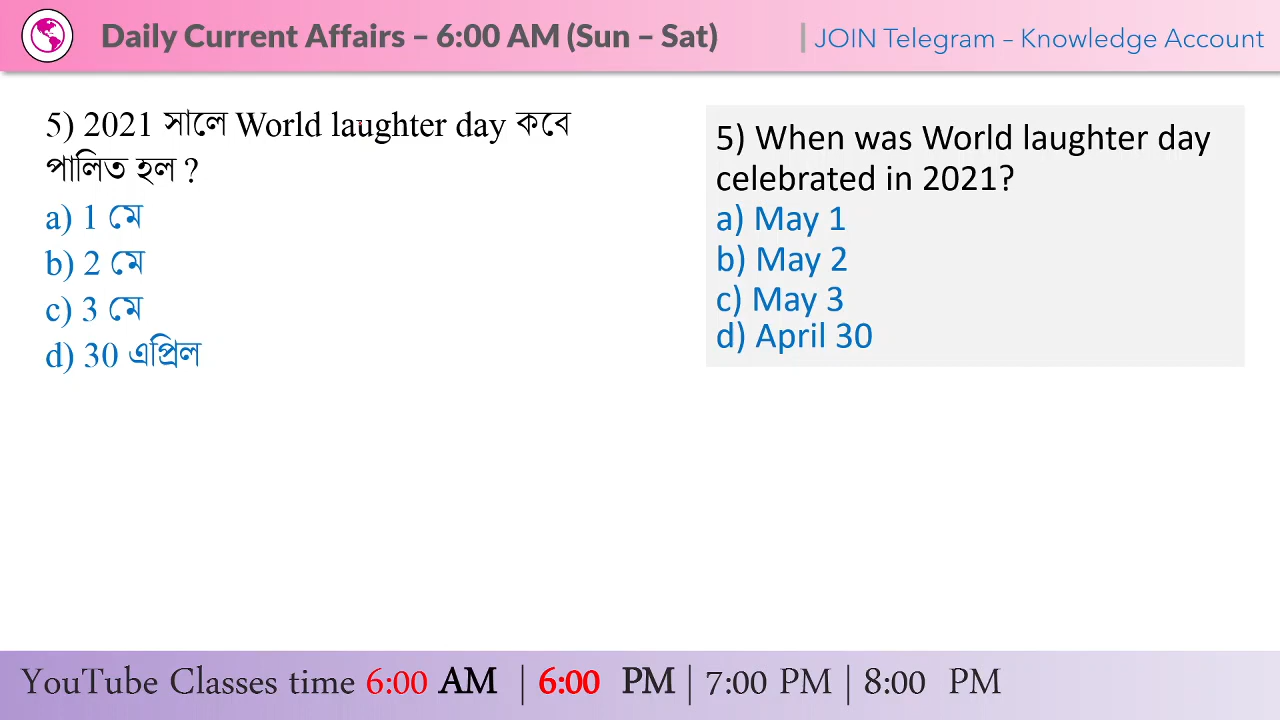 Daily Current Affairs – 6:00 AM (Sun – Sat)
| JOIN Telegram – Knowledge Account
5) 2021 সালে World laughter day কবে
পালিত হল ?
a) 1 মে
b) 2 মে
c) 3 মে
d) 30 এপ্রিল
5) When was World laughter day
celebrated in 2021?
a) May 1
b) May 2
c) May 3
d) April 30
YouTube Classes time 6:00 AM | 6:00 PM | 7:00 PM | 8:00 PM